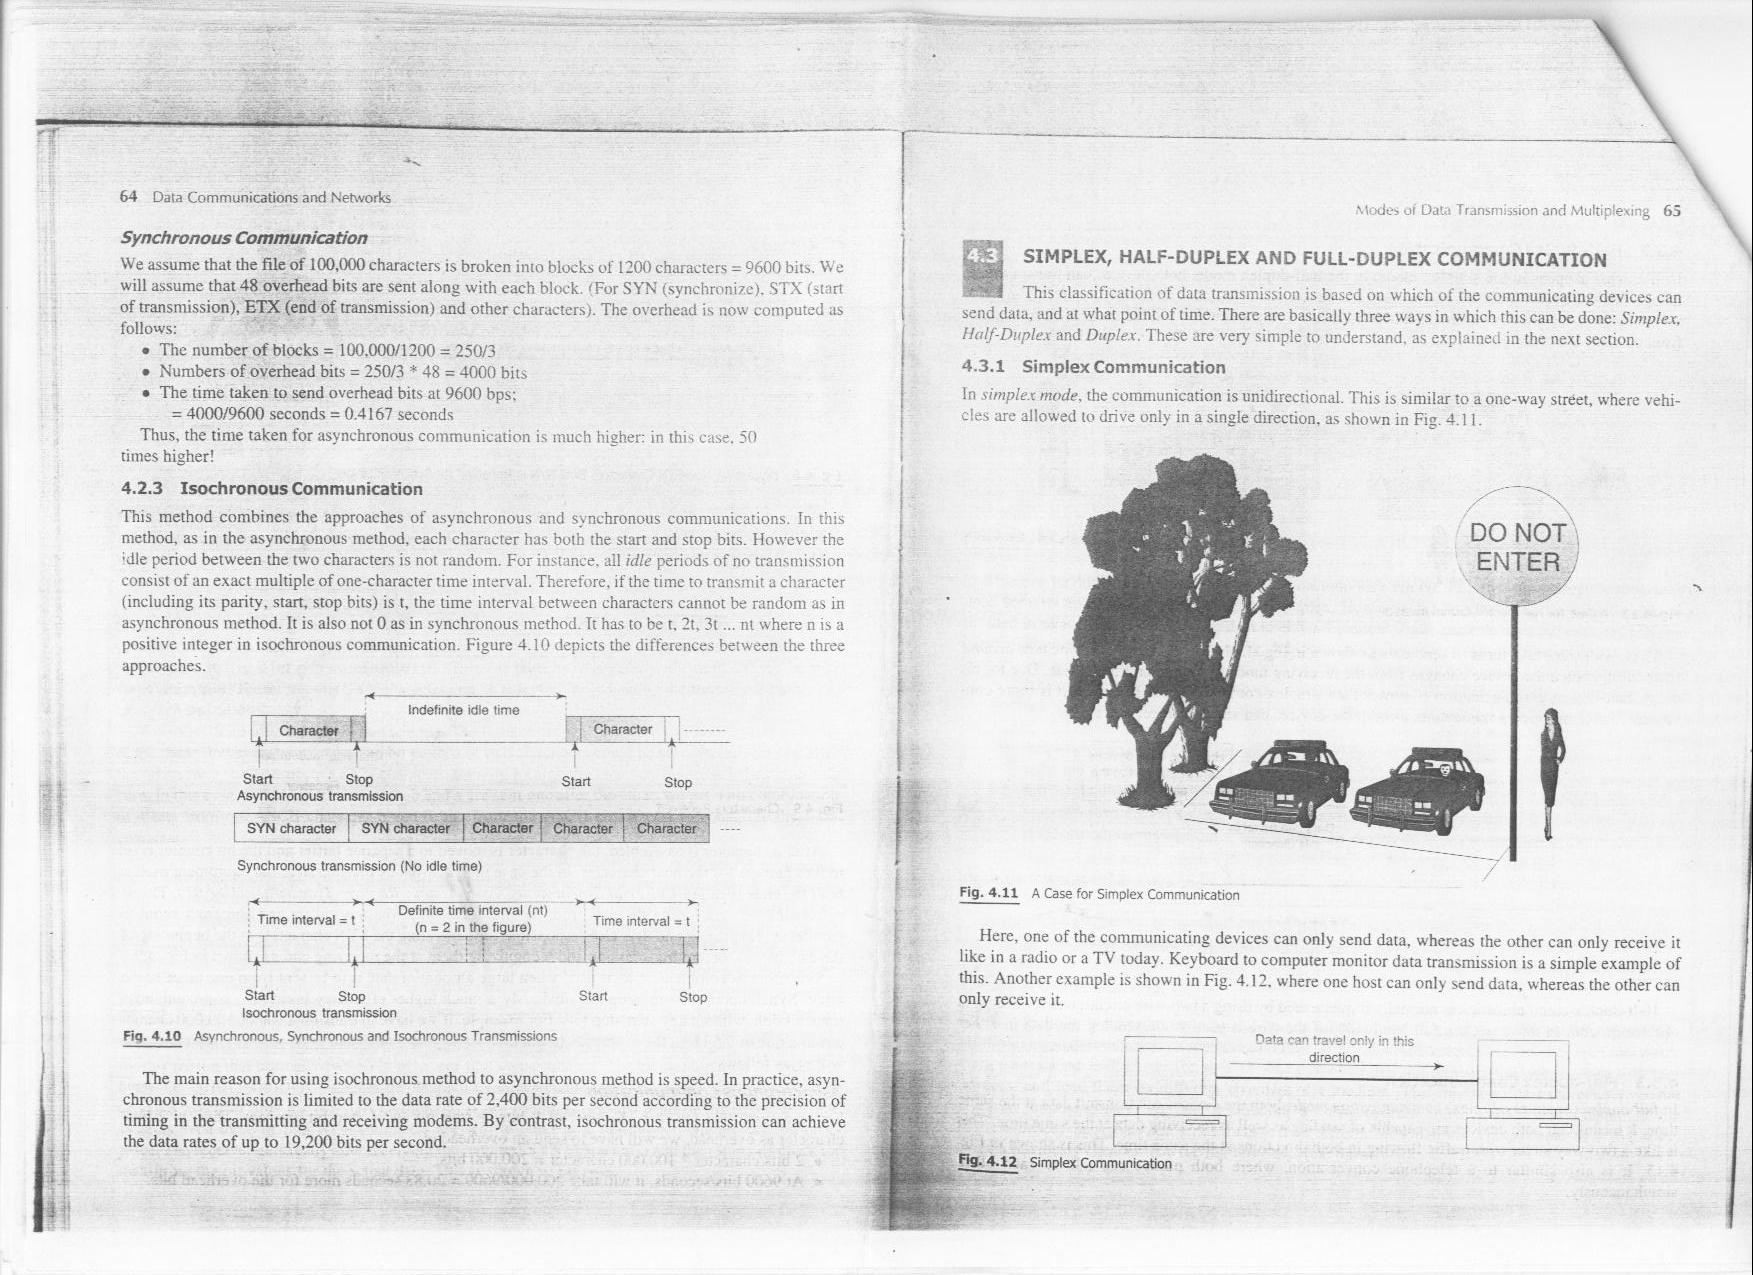 64 Data Communications and Networks
Synchronous Communication
We assume that the file of 100,000 characters is broken into blocks of 1200 characters = 9600 bits. We
will assume that 48 overhead bits are sent along with each block. (For SYN (synchronize), STX (start
of transmission), ETX (end of transmission) and other characters). The overhead is now computed as
follows:
• The number of blocks = 100,000/1200 = 250/3
• Numbers of overhead bits = 250/3 * 48 = 4000 bits
• The time taken to send overhead bits at 9600 bps;
= 4000/9600 seconds = 0.4167 seconds
Thus, the time taken for asynchronous communication is much higher: in this case, 50
times higher!
4.2.3 Isochronous Communication
This method combines the approaches of asynchronous and synchronous communications. In this
method, as in the asynchronous method, each character has both the start and stop bits. However the
idle period between the two characters is not random. For instance, all idle periods of no transmission
consist of an exact multiple of one-character time interval. Therefore, if the time to transmit a character
(including its parity, start, stop bits) is t, the time interval between characters cannot be random as in
asynchronous method. It is also not 0 as in synchronous method. It has to be t, 2t, 3t ... nt where n is a
positive integer in isochronous communication. Figure 4.10 depicts the differences between the three
approaches.
Indefinite idle time
Character Character
Start Stop Start Stop
Asynchronous transmission
SYN character SYN character Character Character Character
Synchronous transmission (No idle time)
Time interval = t Definite time interval (nt) Time interval = t
(n = 2 in the figure)
Start Stop Start Stop
Isochronous transmission
Fig. 4.10 Asynchronous, Synchronous and Isochronous Transmissions
The main reason for using isochronous method to asynchronous method is speed. In practice, asyn-
chronous transmission is limited to the data rate of 2,400 bits per second according to the precision of
timing in the transmitting and receiving modems. By contrast, isochronous transmission can achieve
the data rates of up to 19,200 bits per second.
Modes of Data Transmission and Multiplexing 65
4.3 SIMPLEX, HALF-DUPLEX AND FULL-DUPLEX COMMUNICATION
This classification of data transmission is based on which of the communicating devices can
send data, and at what point of time. There are basically three ways in which this can be done: Simplex,
Half-Duplex and Duplex. These are very simple to understand, as explained in the next section.
4.3.1 Simplex Communication
In simplex mode, the communication is unidirectional. This is similar to a one-way street, where vehi-
cles are allowed to drive only in a single direction, as shown in Fig. 4.11.
DO NOT
ENTER
Fig. 4.11 A Case for Simplex Communication
Here, one of the communicating devices can only send data, whereas the other can only receive it
like in a radio or a TV today. Keyboard to computer monitor data transmission is a simple example of
this. Another example is shown in Fig. 4.12, where one host can only send data, whereas the other can
only receive it.
Data can travel only in this
direction
Fig. 4.12 Simplex Communication